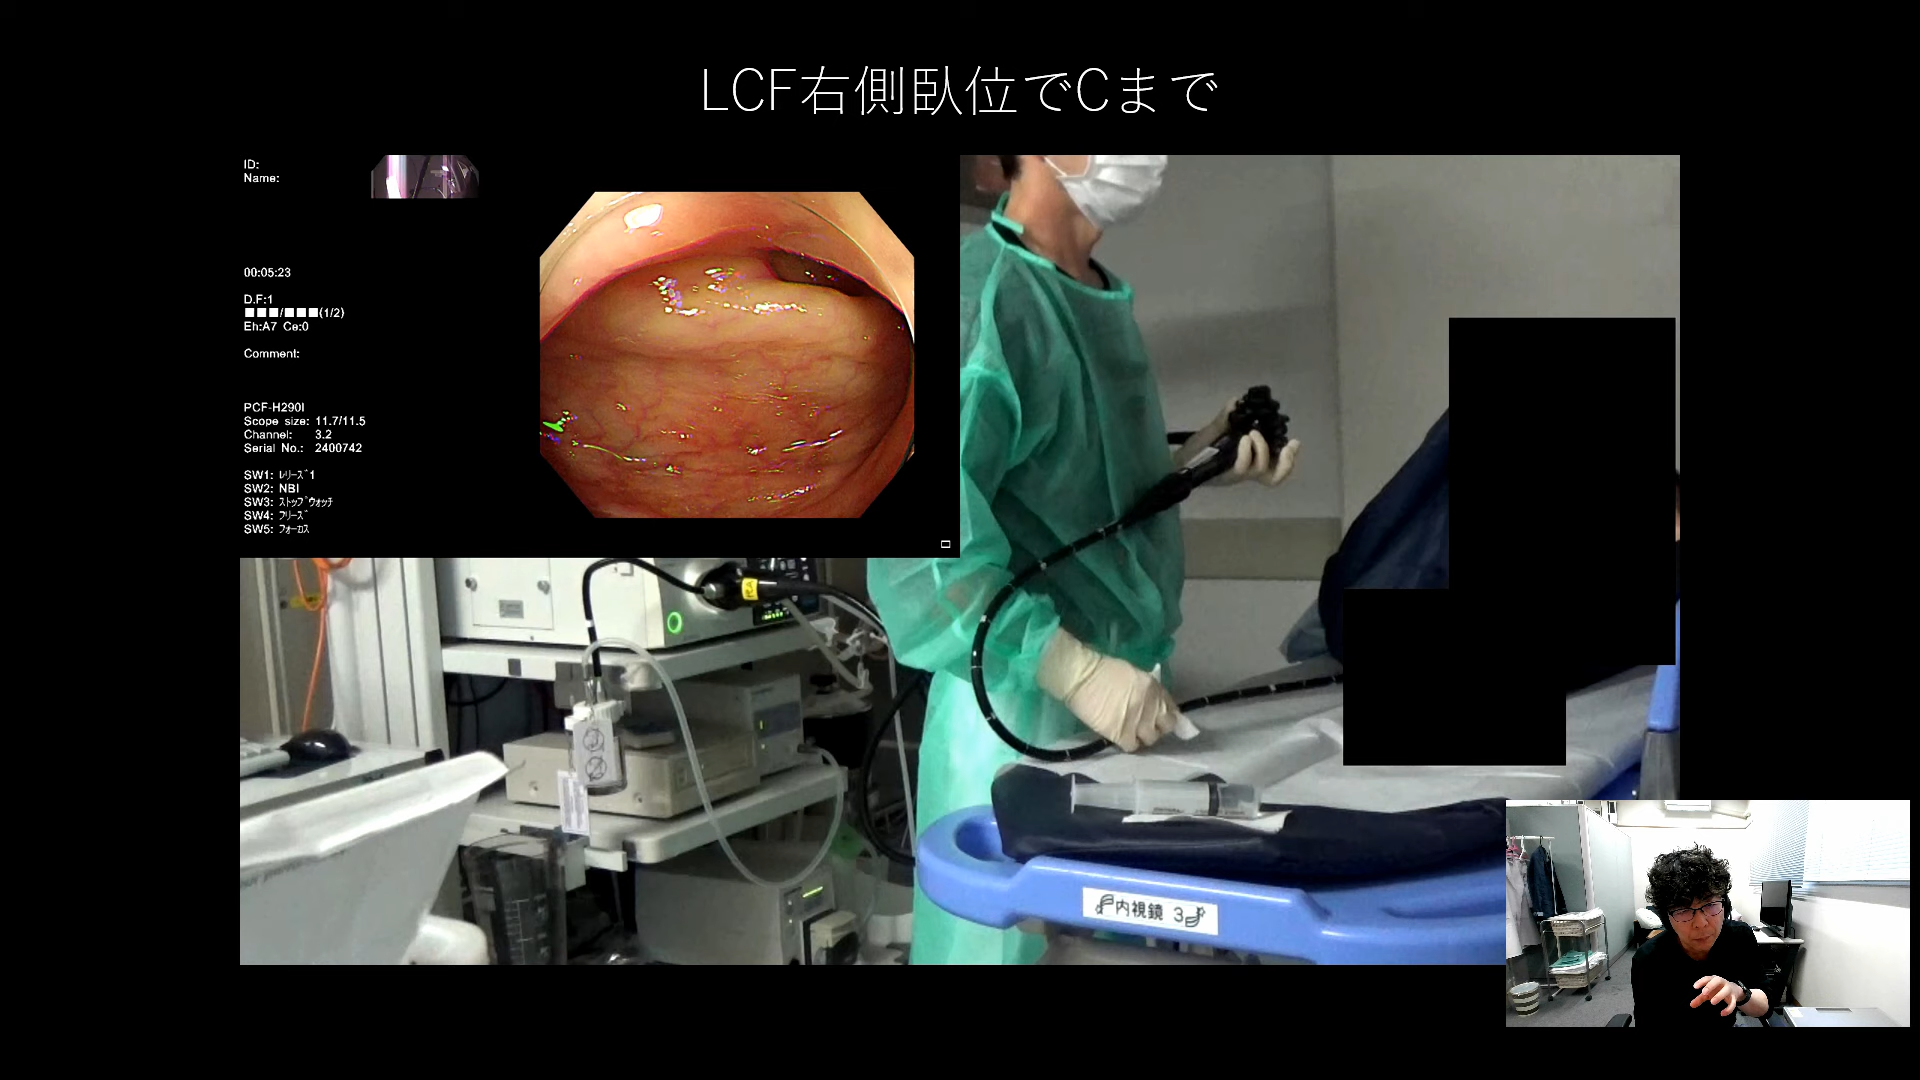 LCF右側臥位でCまで
ID:
Name:
00:05:23
D.F:1
■■■/■■■(1/2)
Eh:A7 Ce:0
Comment:
PCF-H290I
Scope size: 11.7/11.5
Channel: 3.2
Serial No.: 2400742
SW1: ﾚﾘｰｽﾞ1
SW2: NBI
SW3: ｽﾄｯﾌﾟｳｫｯﾁ
SW4: ﾌﾘｰｽﾞ
SW5: ﾌｫｰｶｽ
内視鏡 3